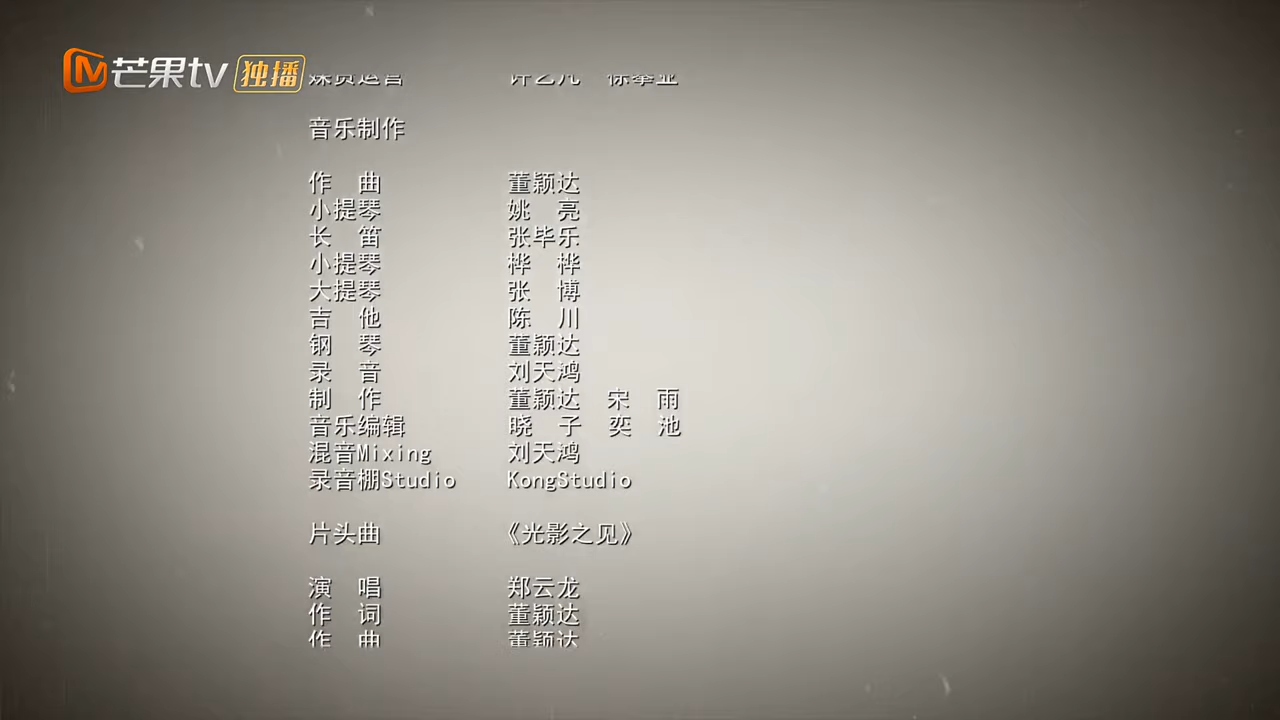 芒果tv 独播
音乐制作
作 曲 董颖达
小提琴 姚 亮
长 笛 张毕乐
小提琴 桦 桦
大提琴 张 博
吉 他 陈 川
钢 琴 董颖达
录 音 刘天鸿
制 作 董颖达 宋 雨
音乐编辑 晓 子 奕 池
混音Mixing 刘天鸿
录音棚Studio KongStudio
片头曲 《光影之见》
演 唱 郑云龙
作 词 董颖达
作 曲 董颖达